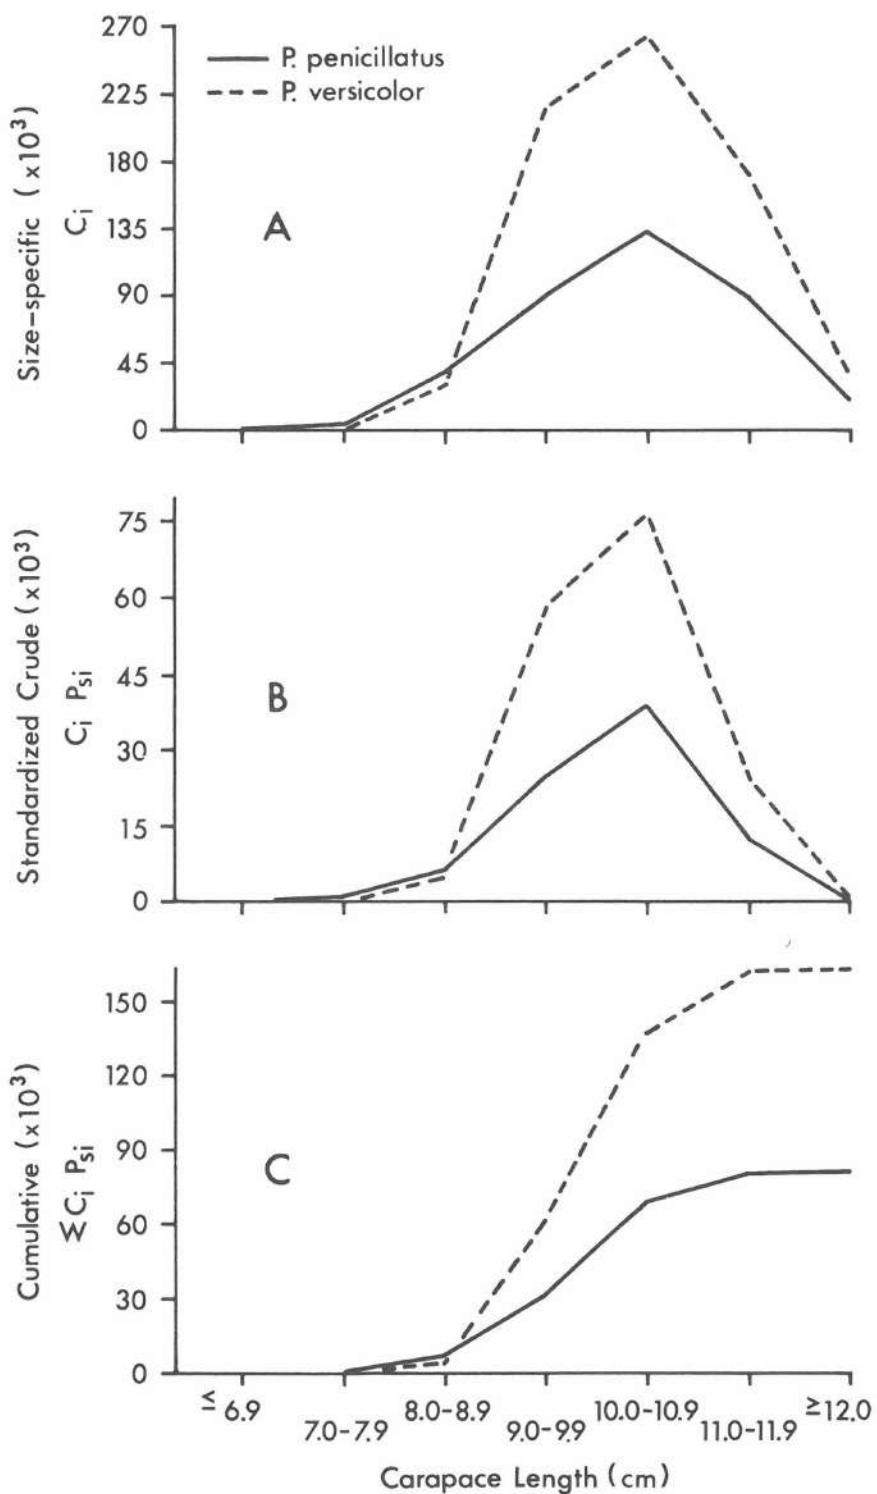 270
225
180
135
90
45
0
Size-specific (x10³)
Cᵢ
P. penicillatus
P. versicolor
A
75
60
45
30
15
0
Standardized Crude (x10³)
Cᵢ Pₛᵢ
B
150
120
90
60
30
0
Cumulative (x10³)
ΣCᵢ Pₛᵢ
C
≤6.9
7.0-7.9
8.0-8.9
9.0-9.9
10.0-10.9
11.0-11.9
≥12.0
Carapace Length (cm)